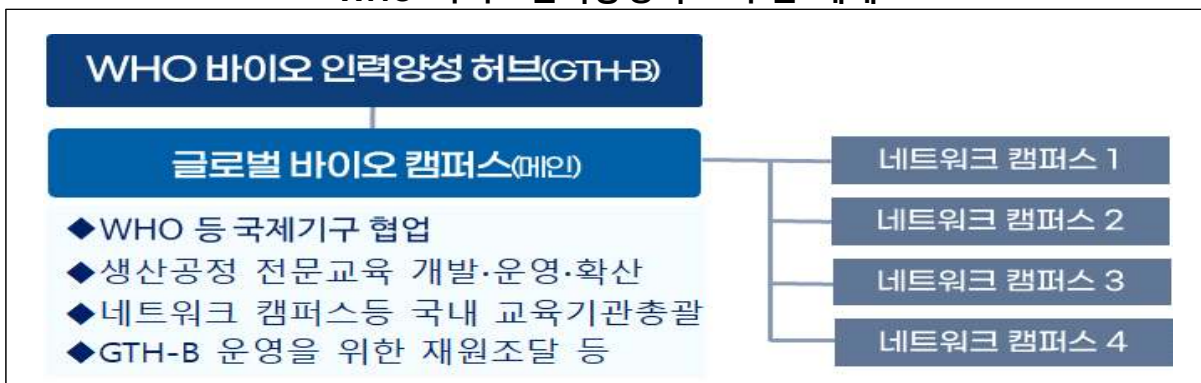 WHO 바이오 인력양성 허브(GTH-B)
글로벌 바이오 캠퍼스(메인)
◆WHO 등 국제기구 협업
◆생산공정 전문교육 개발·운영·확산
◆네트워크 캠퍼스등 국내 교육기관총괄
◆GTH-B 운영을 위한 재원조달 등
네트워크 캠퍼스 1
네트워크 캠퍼스 2
네트워크 캠퍼스 3
네트워크 캠퍼스 4